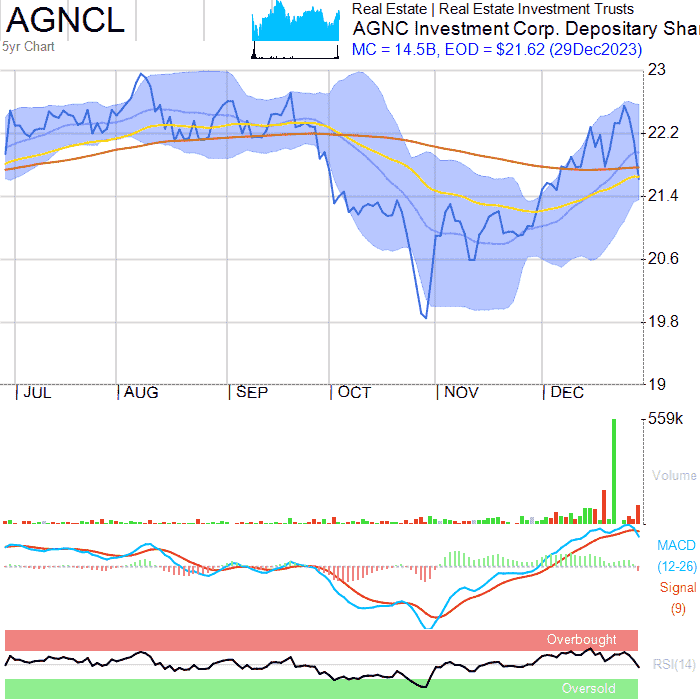 AGNCL
5yr Chart
Real Estate | Real Estate Investment Trusts
AGNC Investment Corp. Depositary Shar
MC = 14.5B, EOD = $21.62 (29Dec2023)
23
22.2
21.4
20.6
19.8
19
JUL AUG SEP OCT NOV DEC
559k
Volume
MACD
(12-26)
Signal
(9)
Overbought
RSI(14)
Oversold